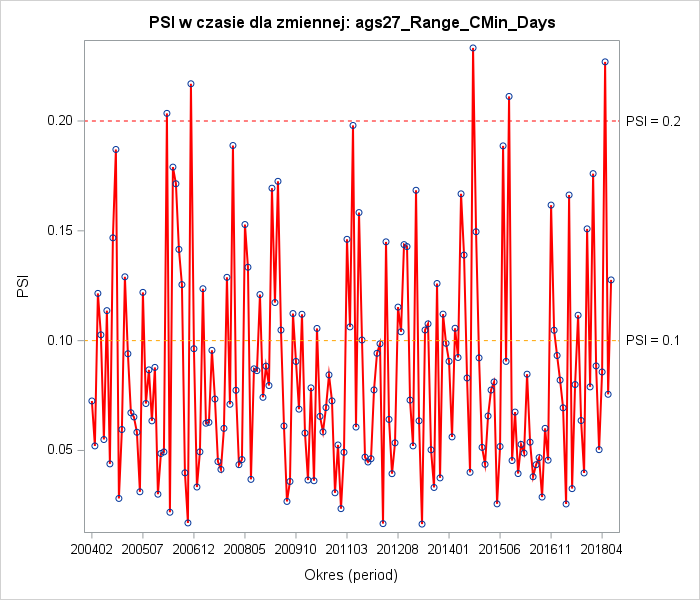 PSI w czasie dla zmiennej: ags27_Range_CMin_Days
0.20
PSI = 0.2
0.15
PSI
0.10
PSI = 0.1
0.05
200402 200507 200612 200805 200910 201103 201208 201401 201506 201611 201804
Okres (period)